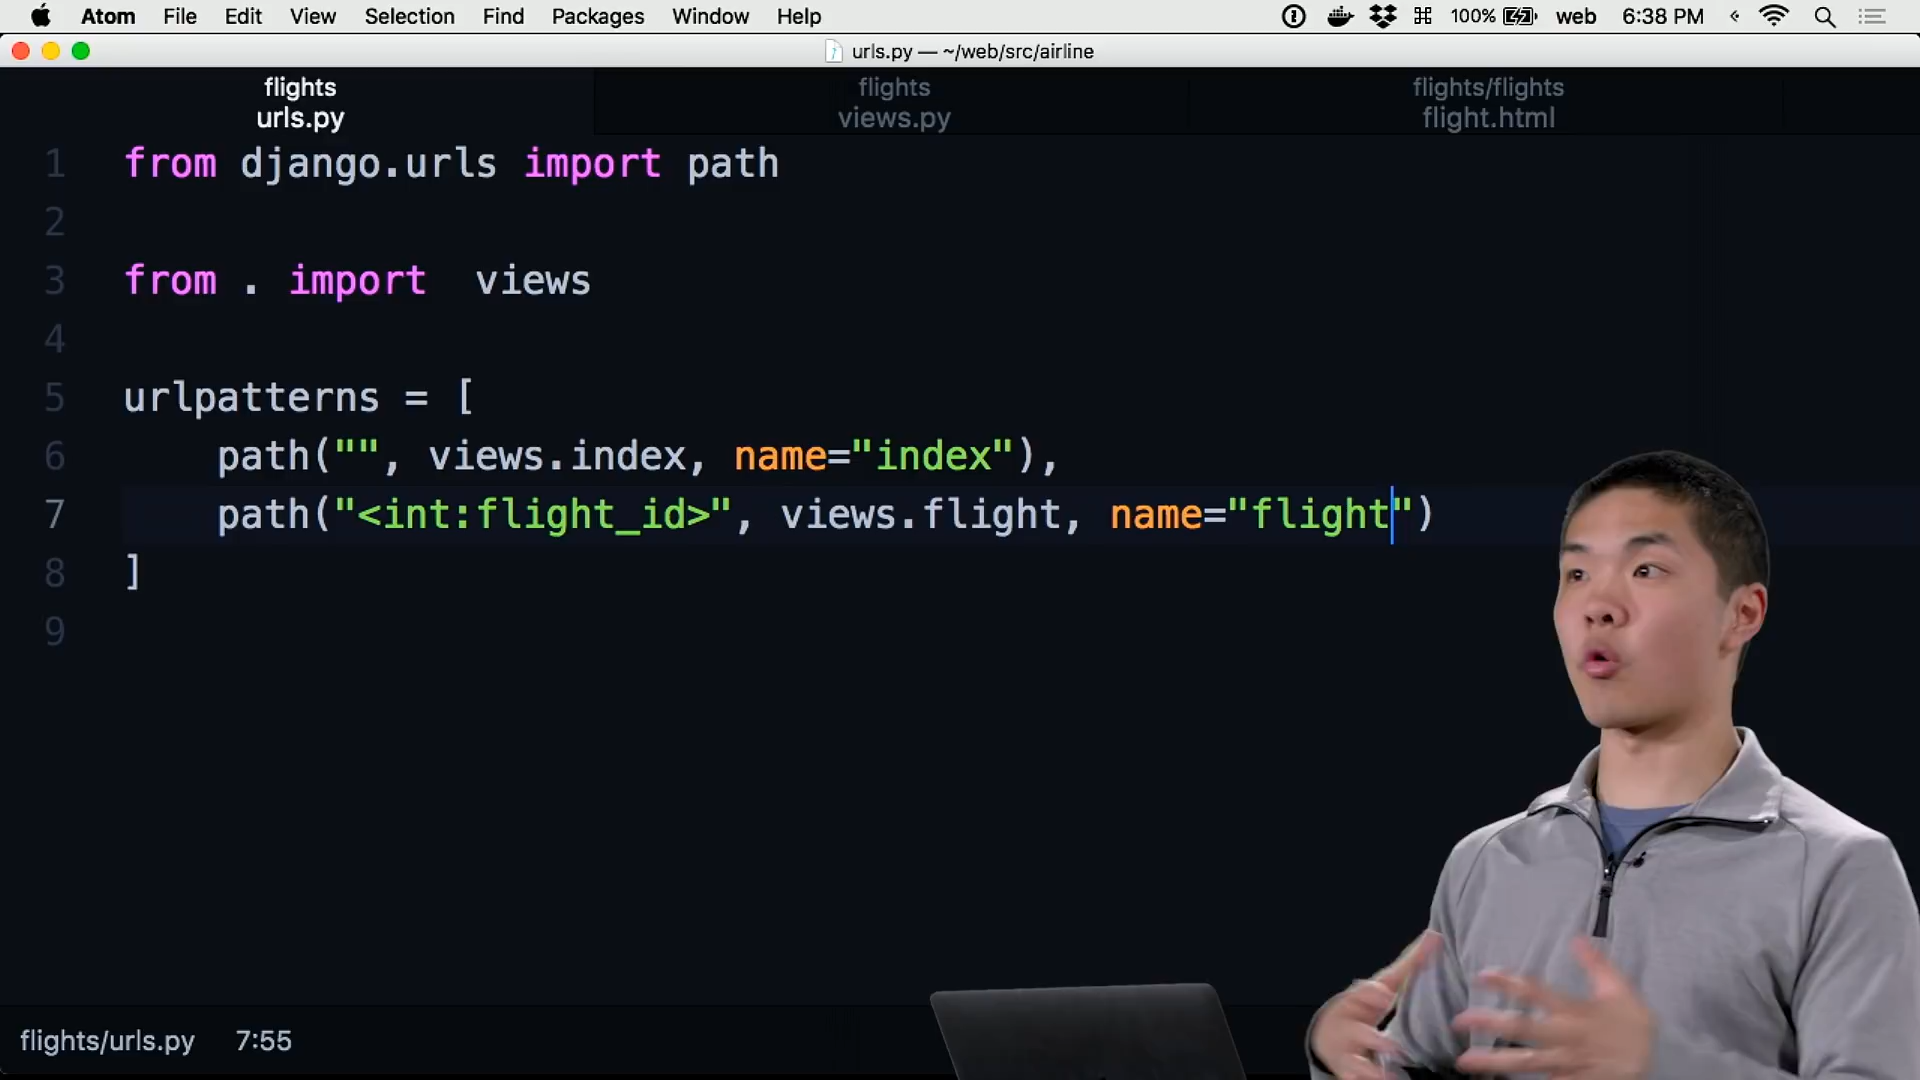 Atom File Edit View Selection Find Packages Window Help 100% web 6:38 PM
urls.py — ~/web/src/airline
flights
urls.py
flights
views.py
flights/flights
flight.html
1 from django.urls import path
2
3 from . import  views
4
5 urlpatterns = [
6     path("", views.index, name="index"),
7     path("<int:flight_id>", views.flight, name="flight")
8 ]
9
flights/urls.py 7:55